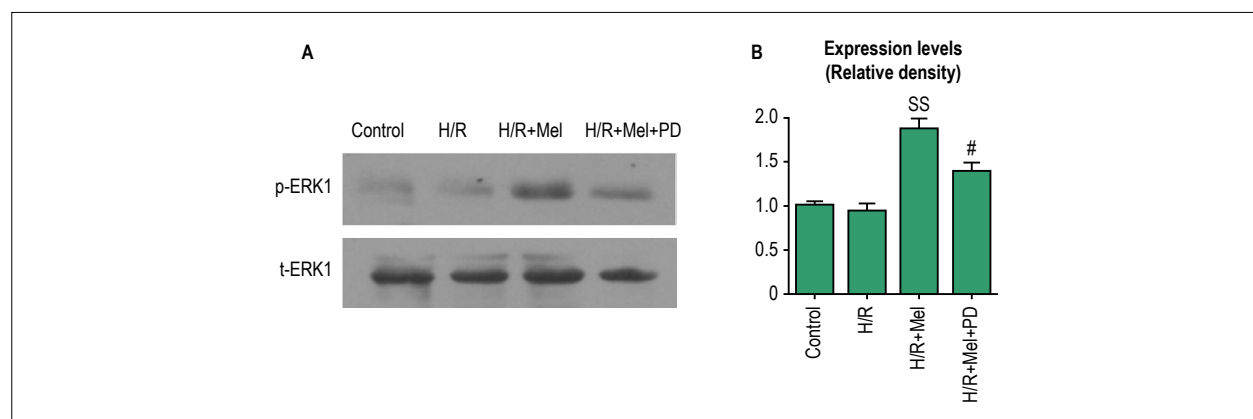 A
Control H/R H/R+Mel H/R+Mel+PD
p-ERK1
t-ERK1
B
Expression levels
(Relative density)
2.0
1.5
1.0
0.5
0
SS
#
Control
H/R
H/R+Mel
H/R+Mel+PD